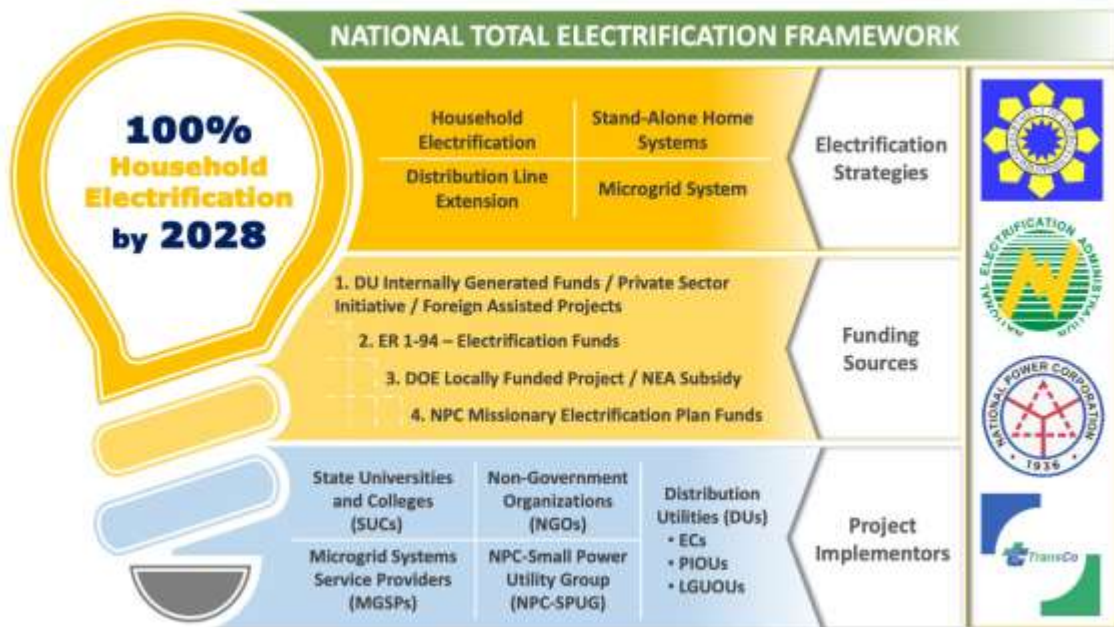 NATIONAL TOTAL ELECTRIFICATION FRAMEWORK
100%
Household
Electrification
by 2028
Household
Electrification
Stand-Alone Home
Systems
Distribution Line
Extension
Microgrid System
Electrification
Strategies
1. DU Internally Generated Funds / Private Sector
Initiative / Foreign Assisted Projects
2. ER 1-94 – Electrification Funds
3. DOE Locally Funded Project / NEA Subsidy
4. NPC Missionary Electrification Plan Funds
Funding
Sources
State Universities
and Colleges
(SUCs)
Non-Government
Organizations
(NGOs)
Microgrid Systems
Service Providers
(MGSPs)
NPC-Small Power
Utility Group
(NPC-SPUG)
Distribution
Utilities (DUs)
• ECs
• PIOUs
• LGUOUs
Project
Implementors
NATIONAL ELECTRIFICATION ADMINISTRATION
NATIONAL POWER CORPORATION
• 1936 •
TransCo